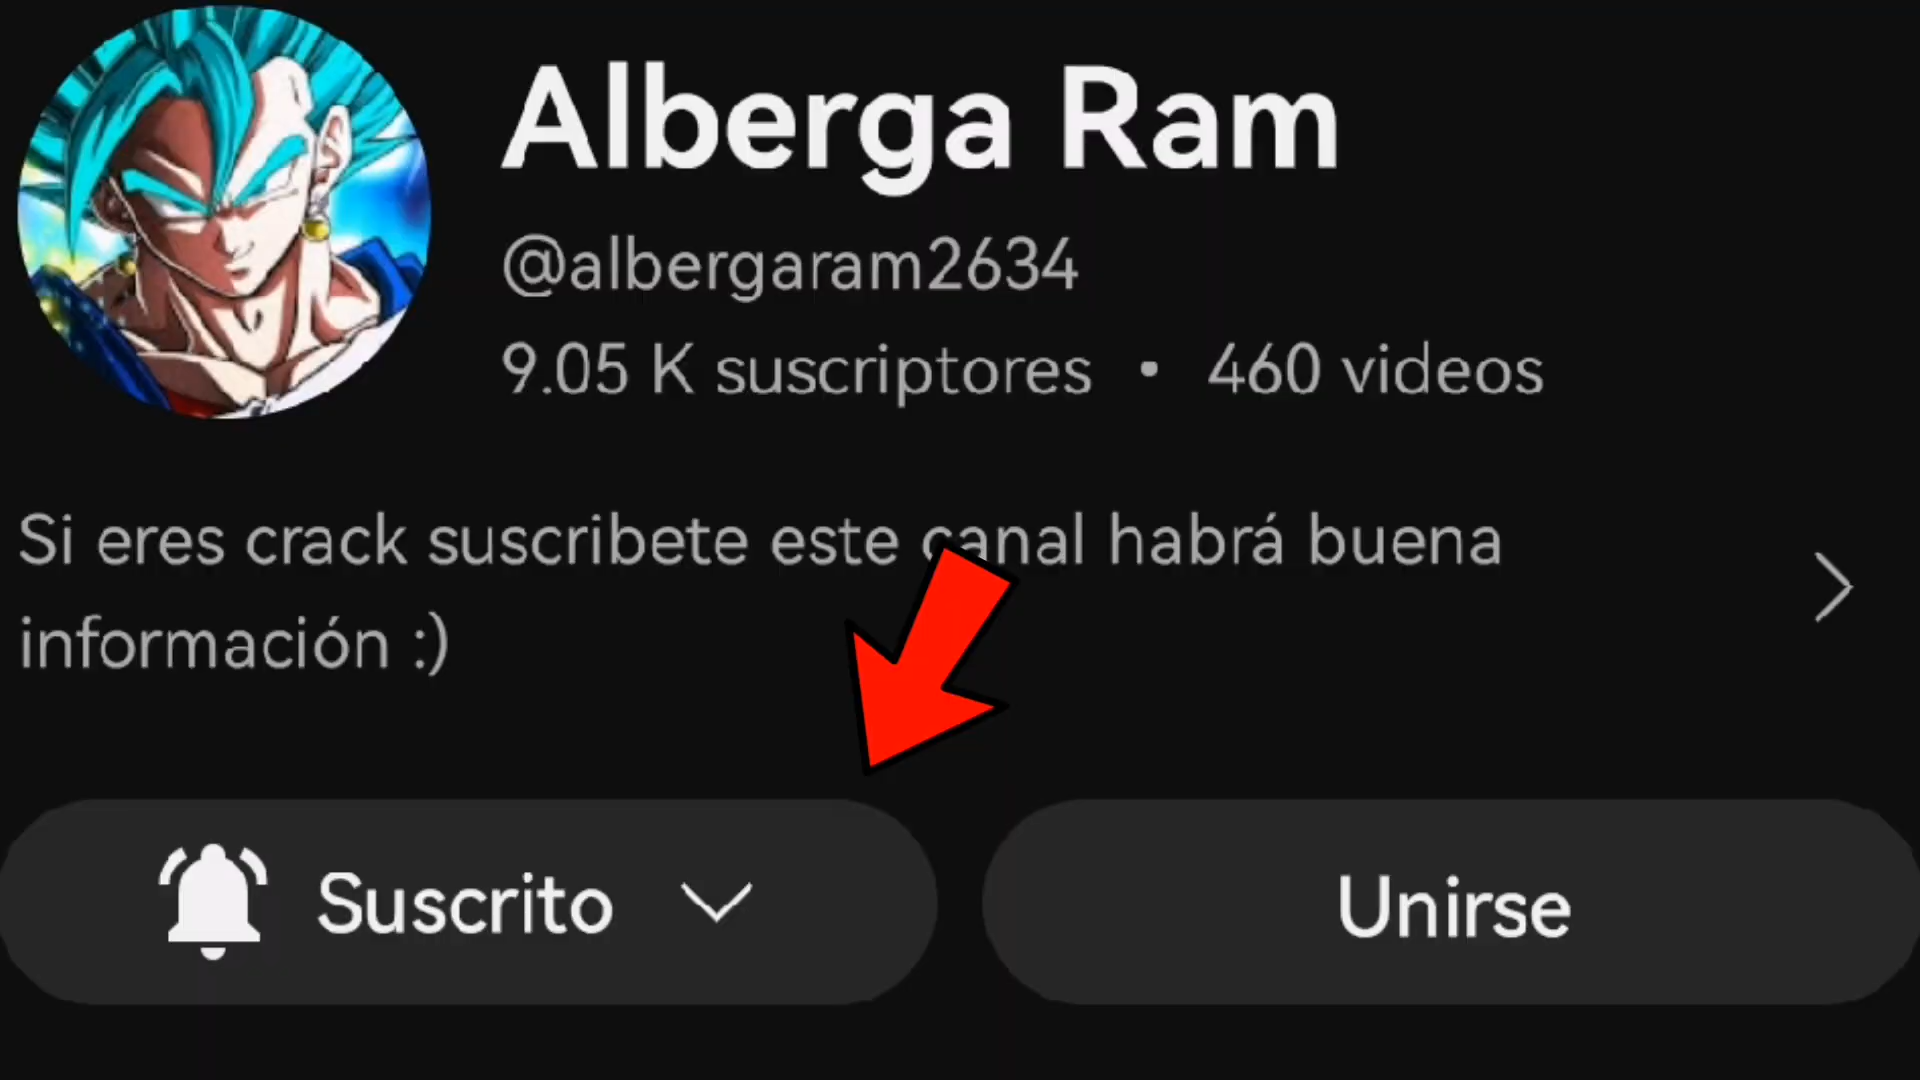 Alberga Ram
@albergaram2634
9.05 K suscriptores • 460 videos
Si eres crack suscribete este canal habrá buena
información :)
Suscrito
Unirse